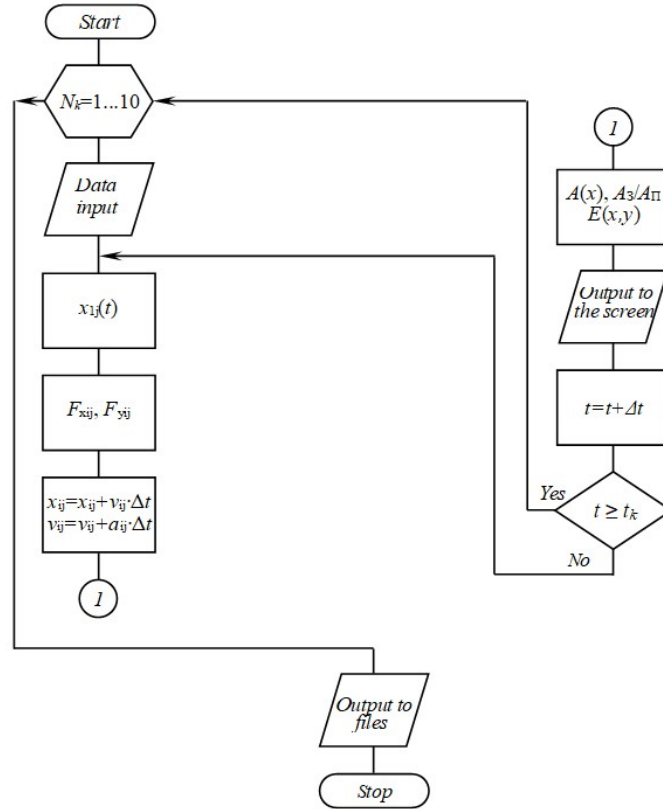 Start
Nk=1...10
Data
input
x1j(t)
Fxij, Fyij
xij=xij+vij·Δt
vij=vij+aij·Δt
1
1
A(x), AЗ/AП
E(x,y)
Output to
the screen
t=t+Δt
Yes
t ≥ tk
No
Output to
files
Stop